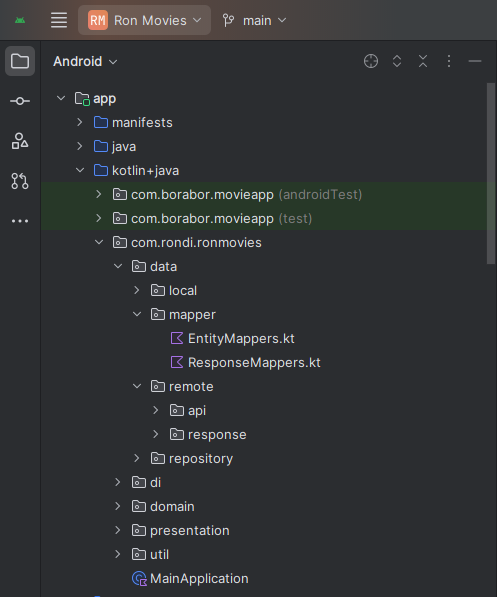 RM Ron Movies main
Android
app
manifests
java
kotlin+java
com.borabor.movieapp (androidTest)
com.borabor.movieapp (test)
com.rondi.ronmovies
data
local
mapper
EntityMappers.kt
ResponseMappers.kt
remote
api
response
repository
di
domain
presentation
util
MainApplication